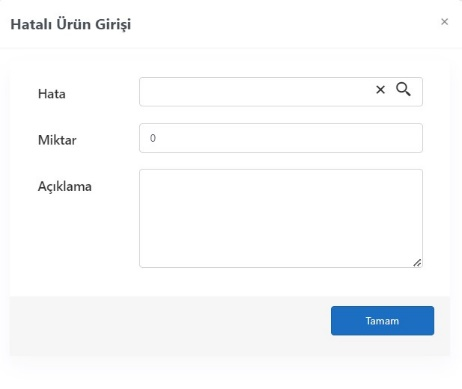 Hatalı Ürün Girişi
Hata
Miktar
0
Açıklama
Tamam